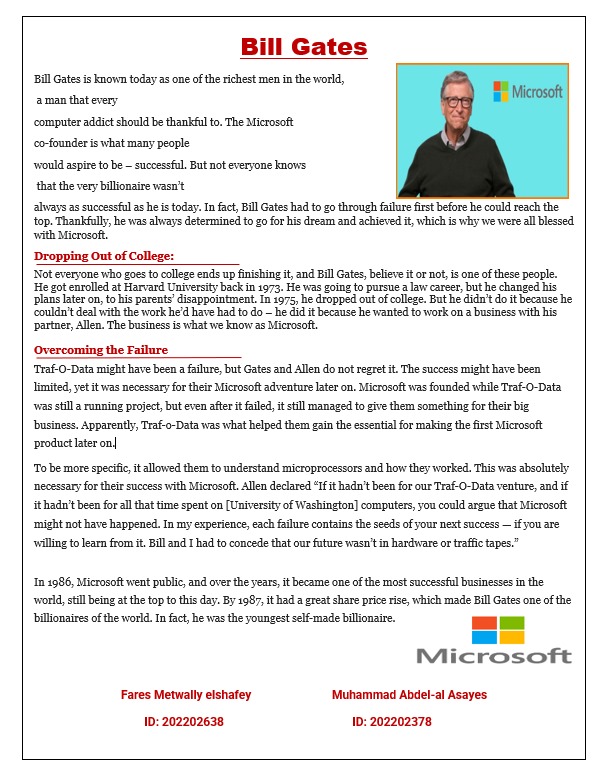 Bill Gates
Bill Gates is known today as one of the richest men in the world,
a man that every
computer addict should be thankful to. The Microsoft
co-founder is what many people
would aspire to be – successful. But not everyone knows
that the very billionaire wasn’t
Microsoft
always as successful as he is today. In fact, Bill Gates had to go through failure first before he could reach the
top. Thankfully, he was always determined to go for his dream and achieved it, which is why we were all blessed
with Microsoft.
Dropping Out of College:
Not everyone who goes to college ends up finishing it, and Bill Gates, believe it or not, is one of these people.
He got enrolled at Harvard University back in 1973. He was going to pursue a law career, but he changed his
plans later on, to his parents’ disappointment. In 1975, he dropped out of college. But he didn’t do it because he
couldn’t deal with the work he’d have had to do – he did it because he wanted to work on a business with his
partner, Allen. The business is what we know as Microsoft.
Overcoming the Failure
Traf-O-Data might have been a failure, but Gates and Allen do not regret it. The success might have been
limited, yet it was necessary for their Microsoft adventure later on. Microsoft was founded while Traf-O-Data
was still a running project, but even after it failed, it still managed to give them something for their big
business. Apparently, Traf-o-Data was what helped them gain the essential for making the first Microsoft
product later on.
To be more specific, it allowed them to understand microprocessors and how they worked. This was absolutely
necessary for their success with Microsoft. Allen declared “If it hadn’t been for our Traf-O-Data venture, and if
it hadn’t been for all that time spent on [University of Washington] computers, you could argue that Microsoft
might not have happened. In my experience, each failure contains the seeds of your next success — if you are
willing to learn from it. Bill and I had to concede that our future wasn’t in hardware or traffic tapes.”
In 1986, Microsoft went public, and over the years, it became one of the most successful businesses in the
world, still being at the top to this day. By 1987, it had a great share price rise, which made Bill Gates one of the
billionaires of the world. In fact, he was the youngest self-made billionaire.
Microsoft
Fares Metwally elshafey Muhammad Abdel-al Asayes
ID: 202202638 ID: 202202378